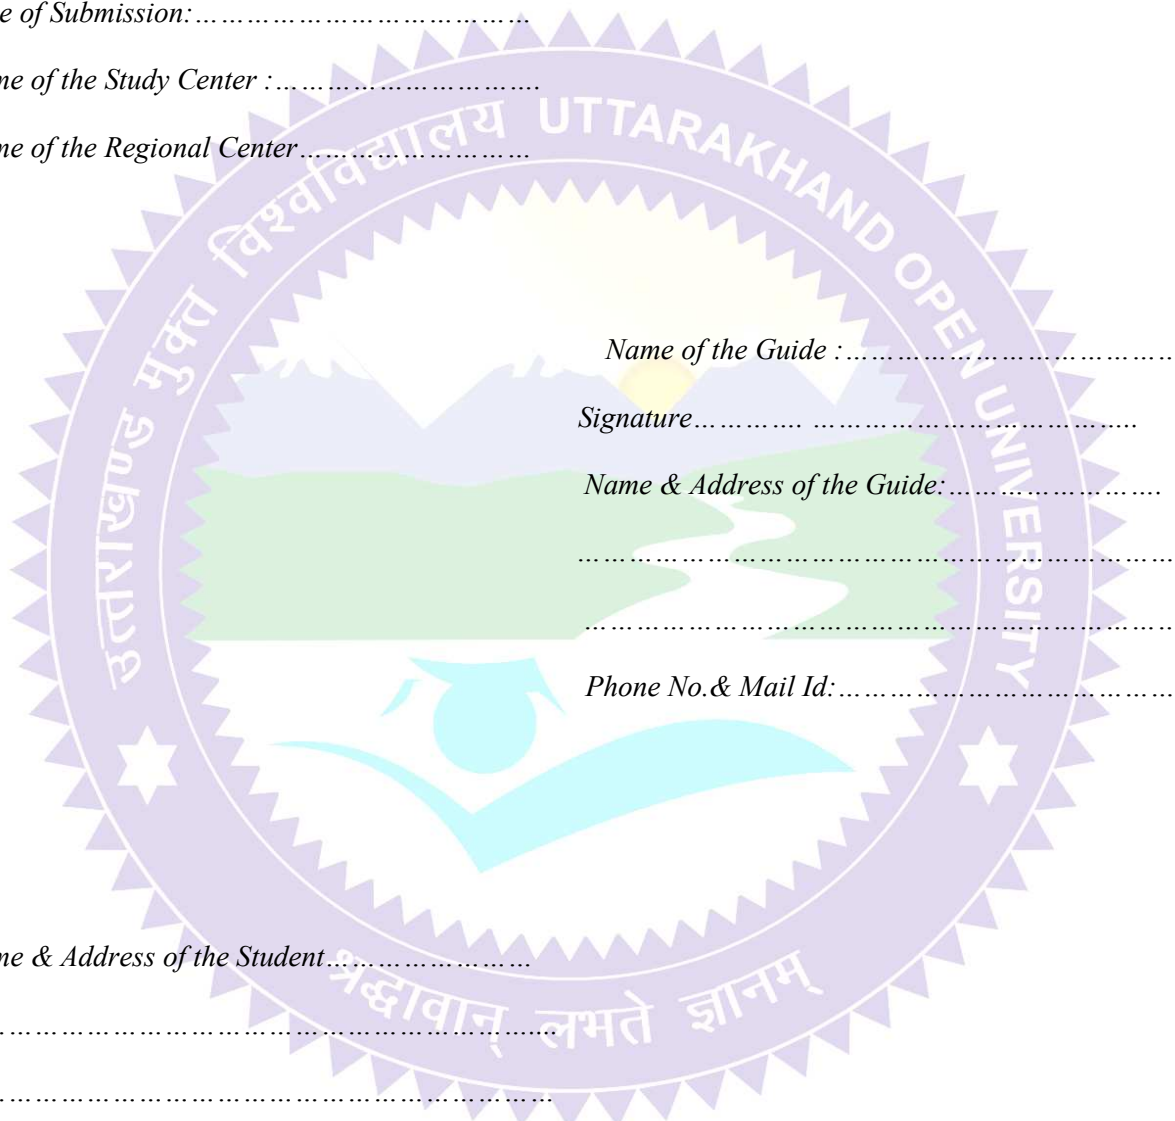 e of Submission:……………………………
me of the Study Center :……………………….
me of the Regional Center……………………
उत्तराखण्ड मुक्त विश्वविद्यालय UTTARAKHAND OPEN UNIVERSITY
Name of the Guide :………………………………
Signature…………. ……………………………..
Name & Address of the Guide:………………….
………………………………………………………
………………………………………………………
Phone No.& Mail Id:………………………………
me & Address of the Student…………………
………………………………………………....
…………………………………………………
श्रद्धावान् लभते ज्ञानम्